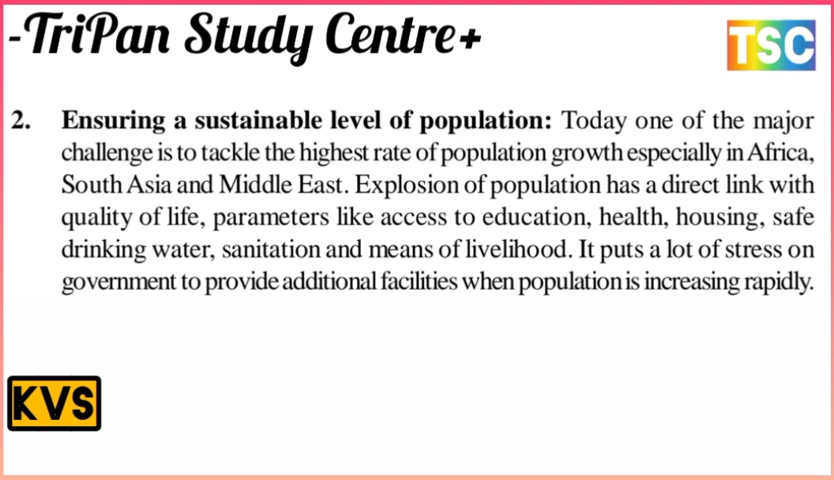 -TriPan Study Centre+
TSC
2. Ensuring a sustainable level of population: Today one of the major
challenge is to tackle the highest rate of population growth especially in Africa,
South Asia and Middle East. Explosion of population has a direct link with
quality of life, parameters like access to education, health, housing, safe
drinking water, sanitation and means of livelihood. It puts a lot of stress on
government to provide additional facilities when population is increasing rapidly.
KVS